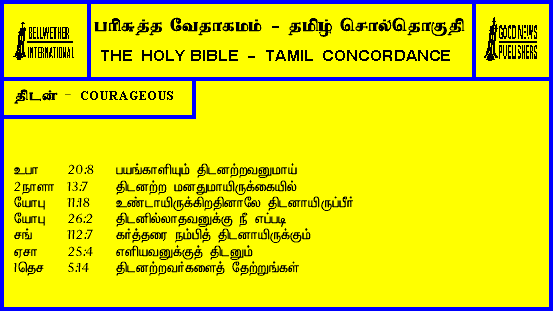 BELLWETHER
INTERNATIONAL
பரிசுத்த வேதாகமம் - தமிழ் சொல்தொகுதி
THE HOLY BIBLE - TAMIL CONCORDANCE
GOOD NEWS
PUBLISHERS
திடன் - COURAGEOUS
உபா 20:8 பயங்காளியும் திடனற்றவனுமாய்
2நாளா 13:7 திடனற்ற மனதுமாயிருக்கையில்
யோபு 11:18 உண்டாயிருக்கிறதினாலே திடனாயிருப்பீர்
யோபு 26:2 திடனில்லாதவனுக்கு நீ எப்படி
சங் 112:7 கர்த்தரை நம்பித் திடனாயிருக்கும்
ஏசா 25:4 எளியவனுக்குத் திடனும்
1தெச 5:14 திடனற்றவர்களைத் தேற்றுங்கள்